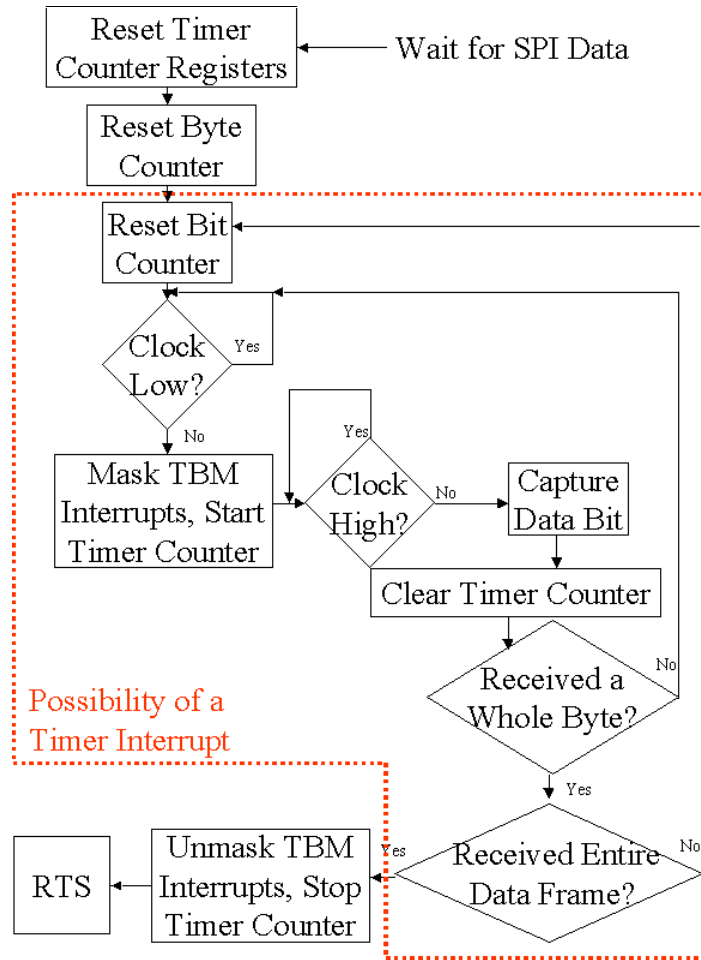 Reset Timer
Counter Registers
Wait for SPI Data
Reset Byte
Counter
Reset Bit
Counter
Clock
Low?
Yes
No
Mask TBM
Interrupts, Start
Timer Counter
Yes
Clock
High?
No
Capture
Data Bit
Clear Timer Counter
Received a
Whole Byte?
No
Yes
Possibility of a
Timer Interrupt
Received Entire
Data Frame?
No
Yes
Unmask TBM
Interrupts, Stop
Timer Counter
RTS